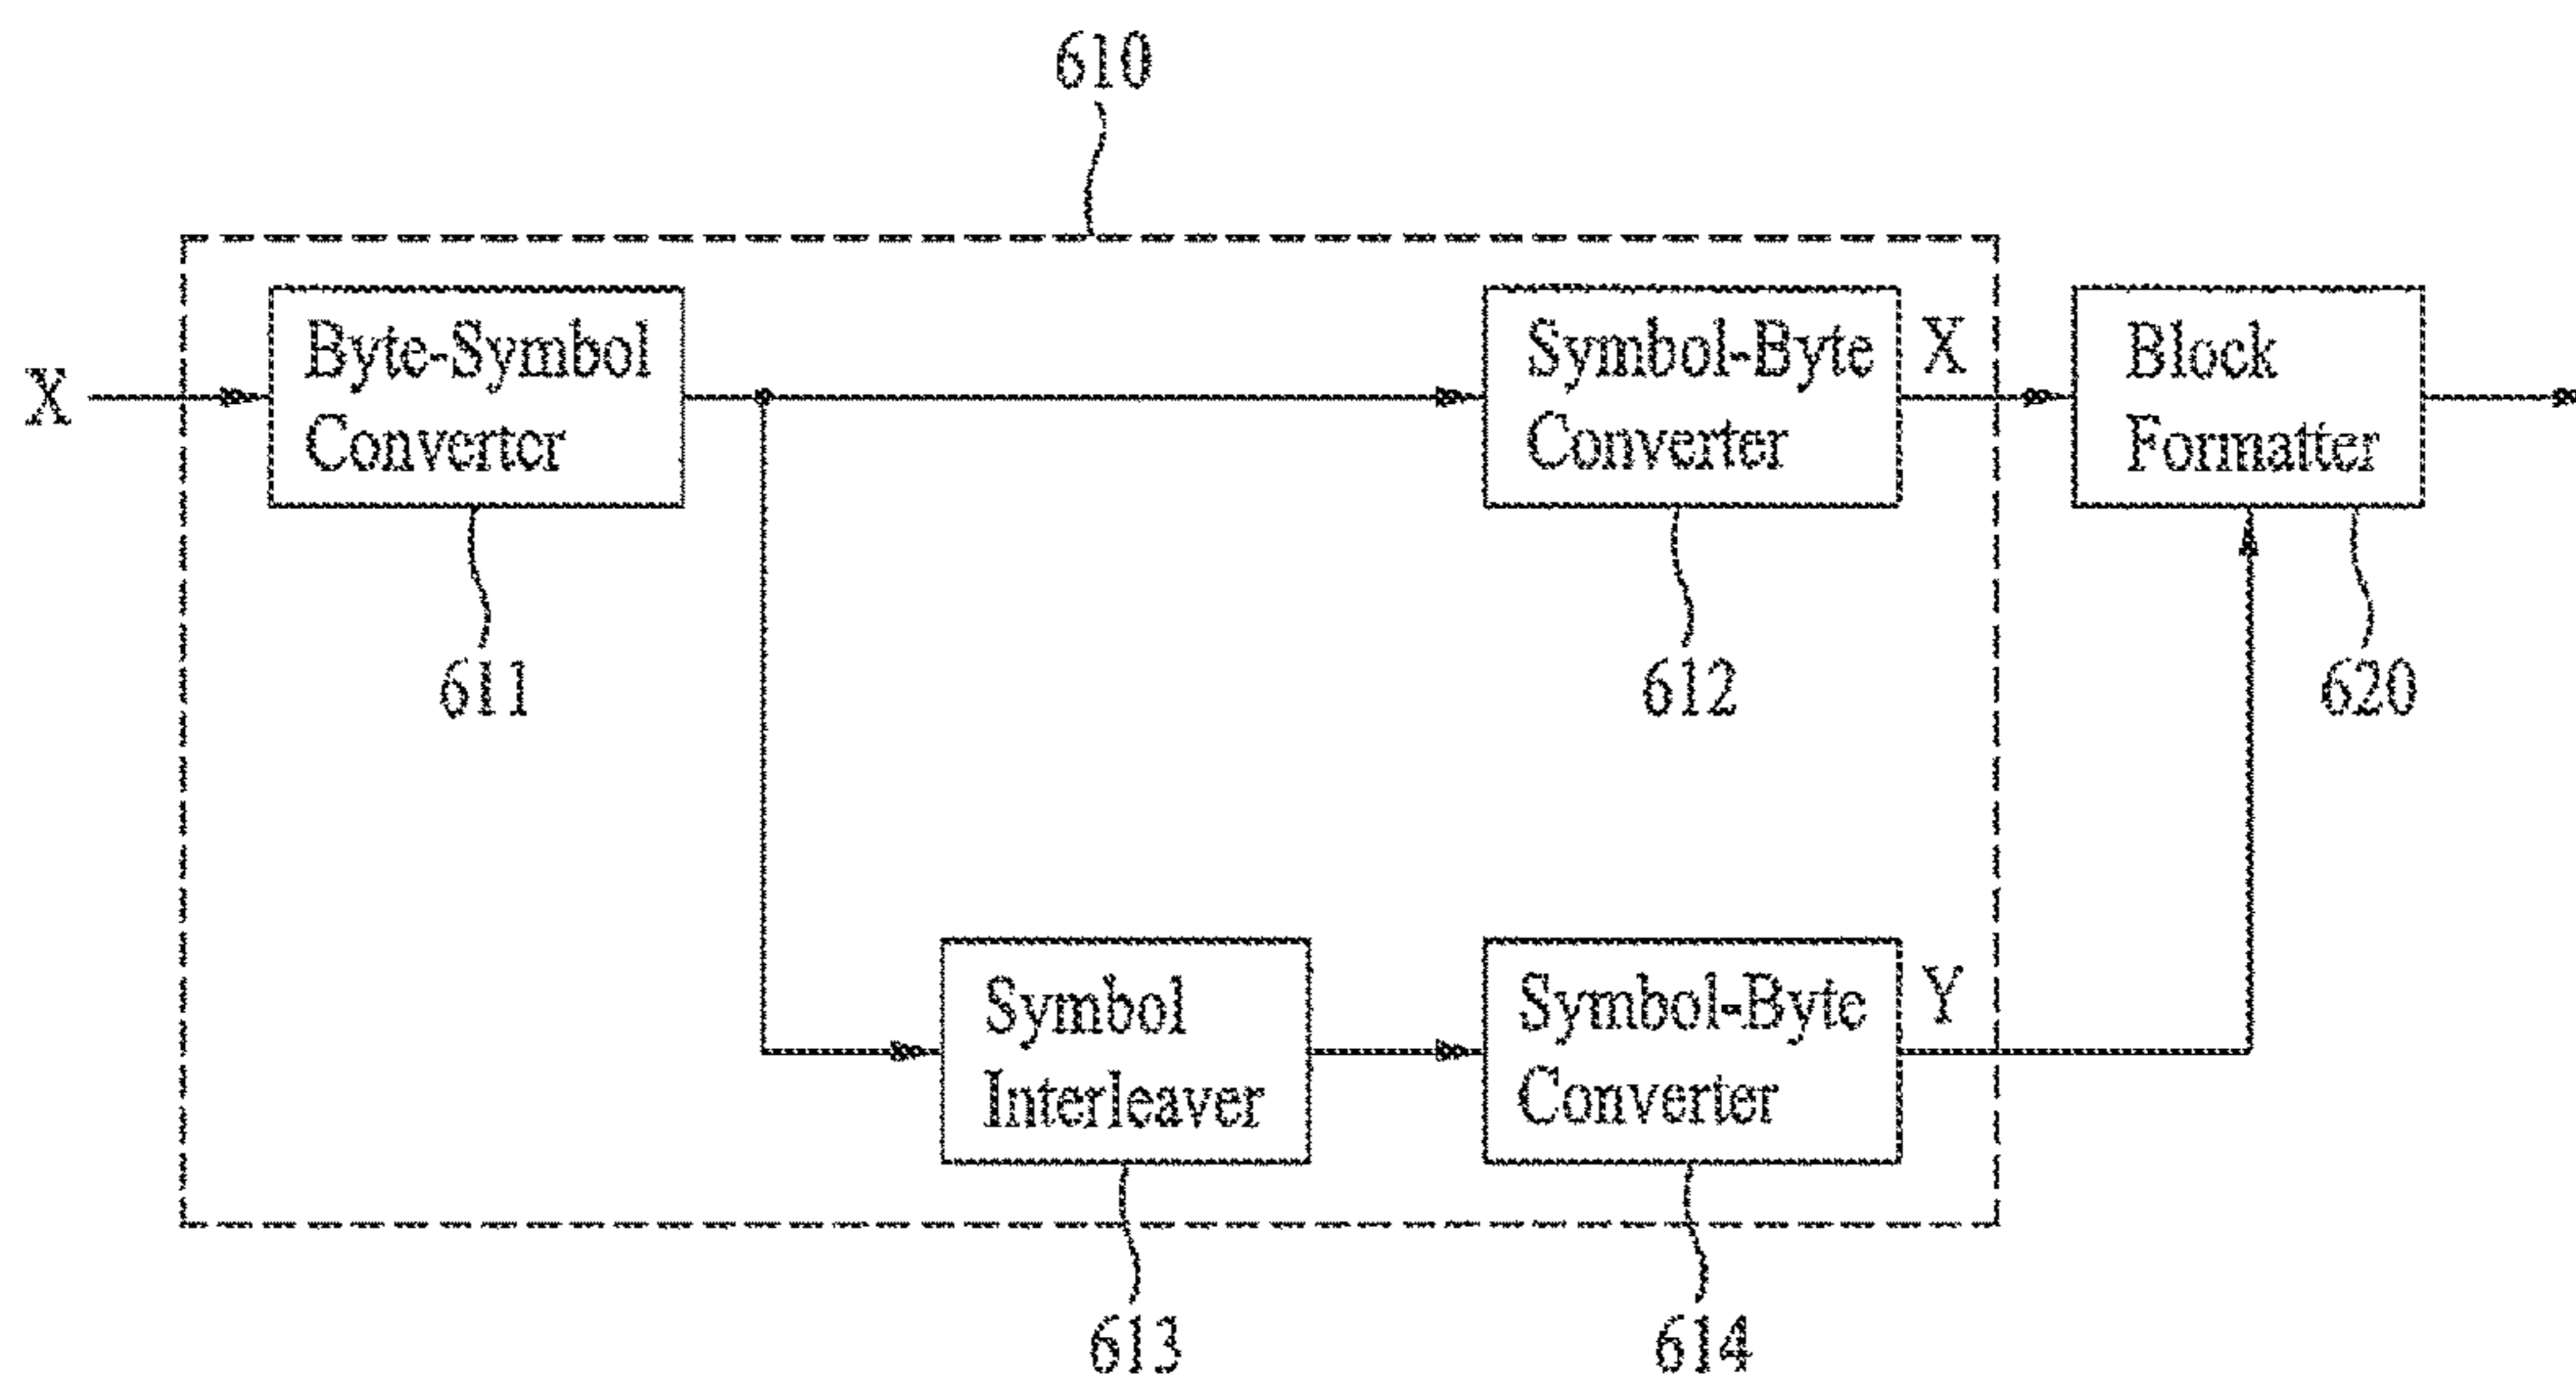 610
X
Byte-Symbol
Converter
Symbol-Byte
Converter
X
Block
Formatter
611
612
620
Symbol
Interleaver
Symbol-Byte
Converter
Y
613
614